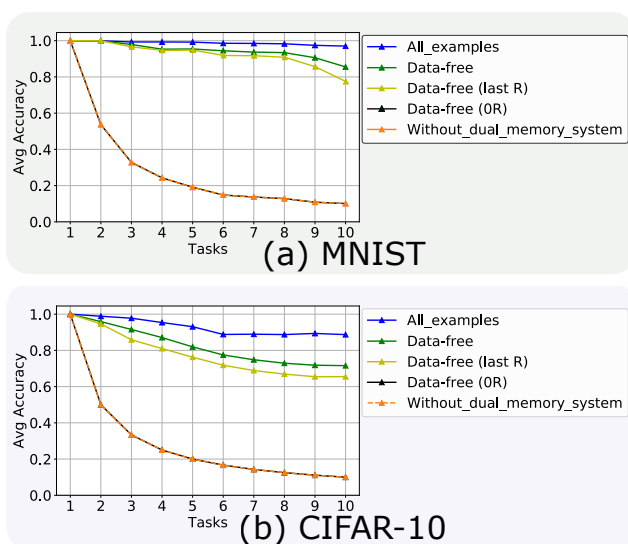 1.0
0.8
0.6
0.4
0.2
0.0
Avg Accuracy
1 2 3 4 5 6 7 8 9 10
Tasks
All_examples
Data-free
Data-free (last R)
Data-free (0R)
Without_dual_memory_system
(a) MNIST
1.0
0.8
0.6
0.4
0.2
0.0
Avg Accuracy
1 2 3 4 5 6 7 8 9 10
Tasks
All_examples
Data-free
Data-free (last R)
Data-free (0R)
Without_dual_memory_system
(b) CIFAR-10